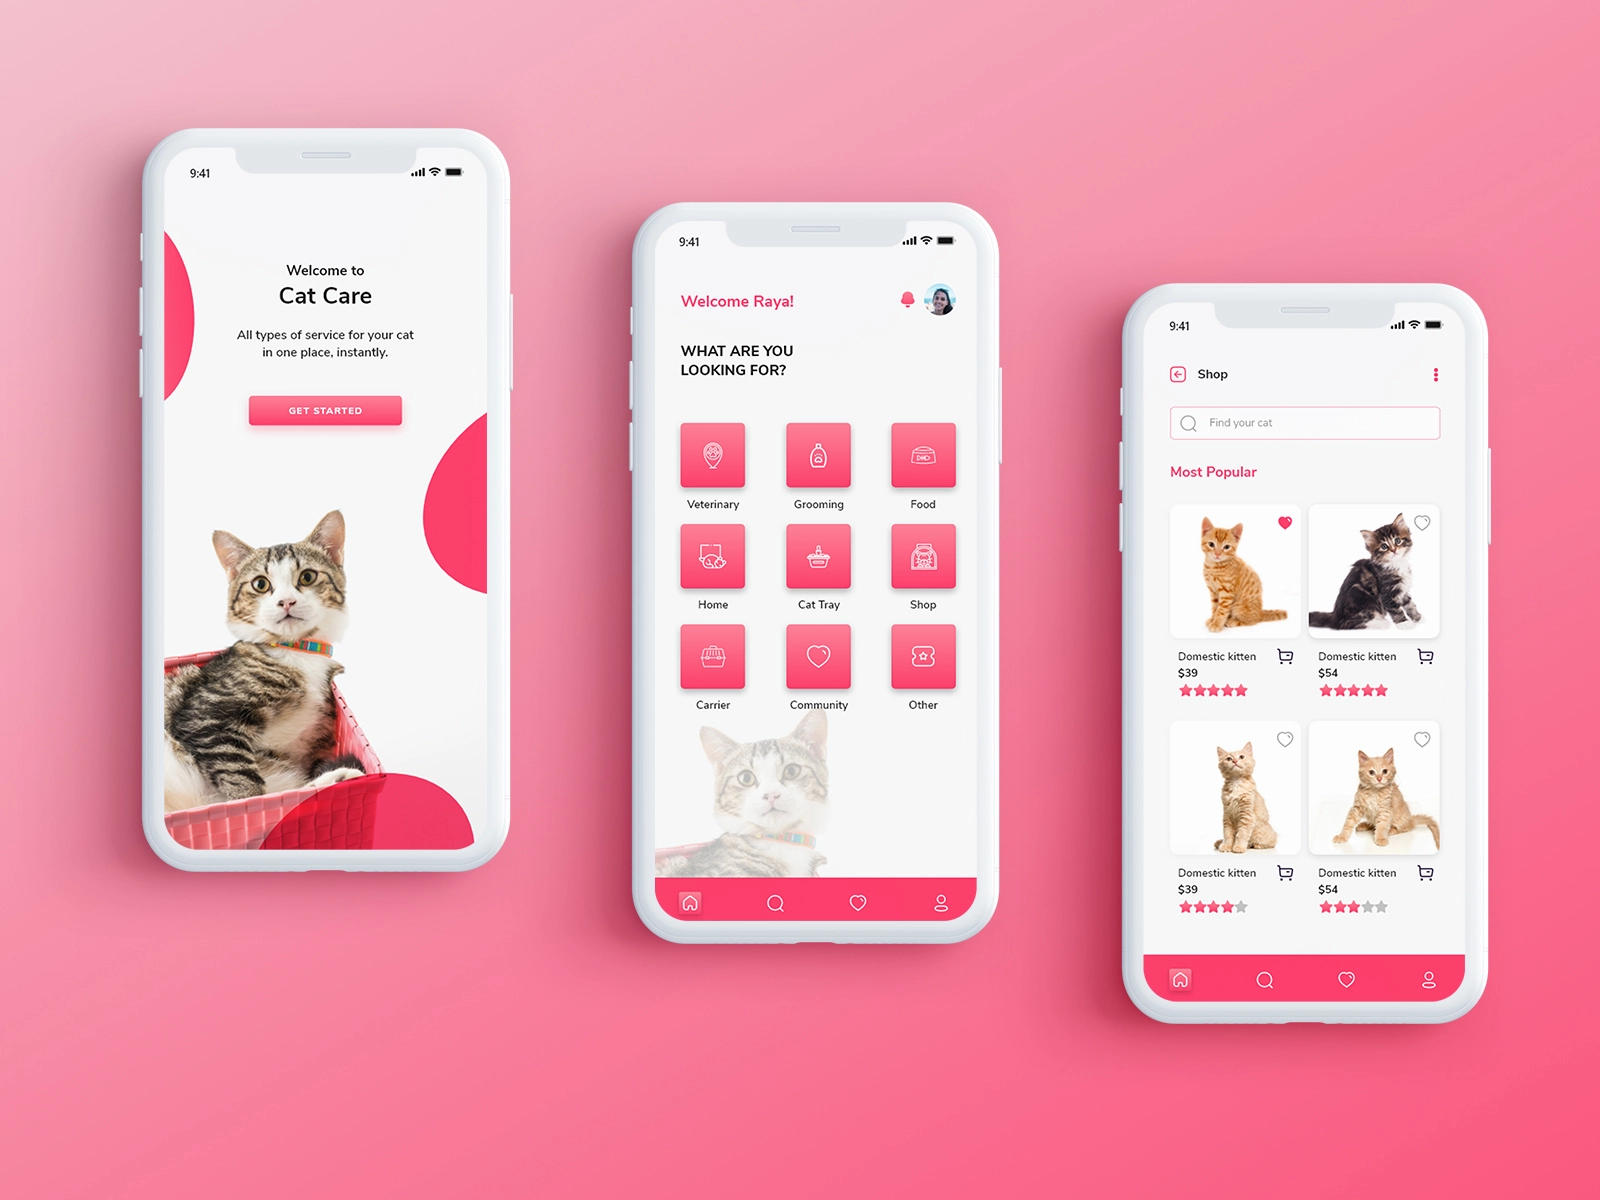 9:41
Welcome to
Cat Care
All types of service for your cat
in one place, instantly.
GET STARTED
9:41
Welcome Raya!
WHAT ARE YOU
LOOKING FOR?
Veterinary Grooming Food
Home Cat Tray Shop
Carrier Community Other
9:41
Shop
Find your cat
Most Popular
Domestic kitten Domestic kitten
$39 $54
Domestic kitten Domestic kitten
$39 $54